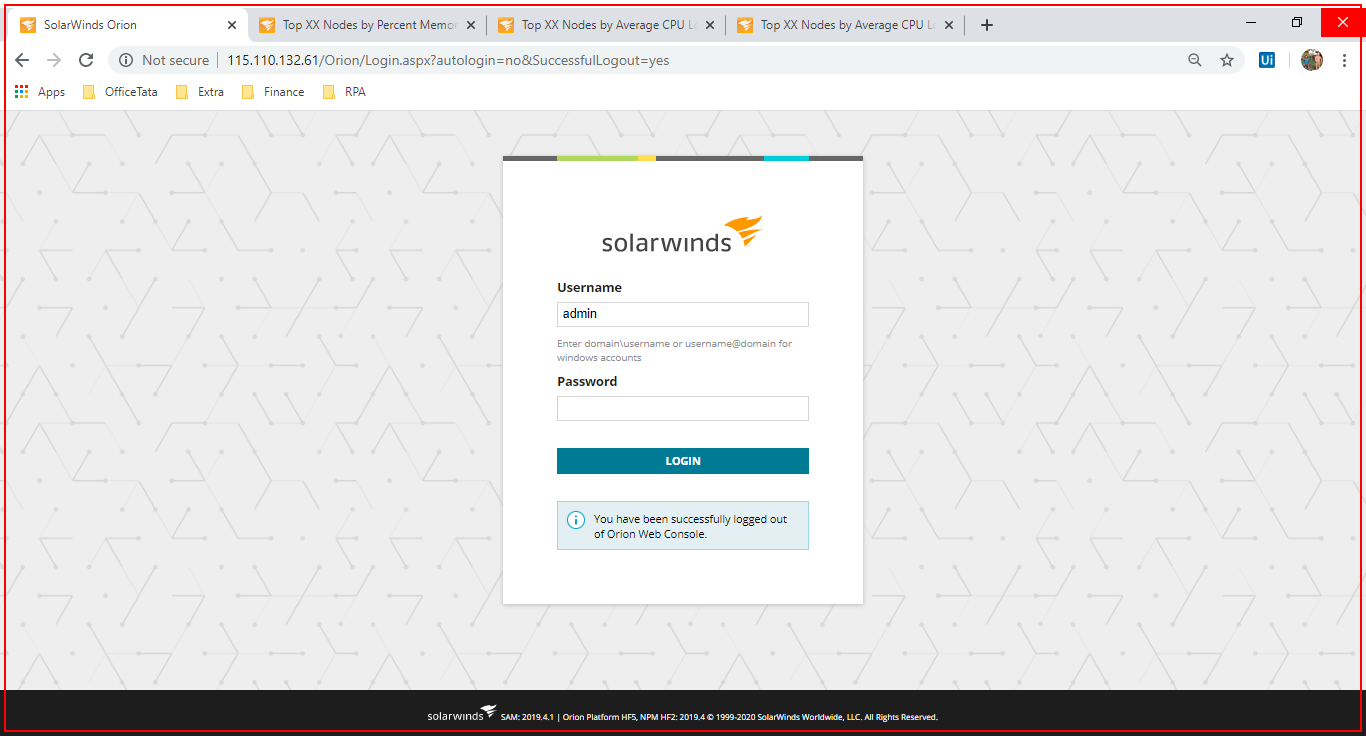 SolarWinds Orion
Top XX Nodes by Percent Memor
Top XX Nodes by Average CPU L
Top XX Nodes by Average CPU L
Not secure
115.110.132.61/Orion/Login.aspx?autologin=no&SuccessfulLogout=yes
Ui
Apps
OfficeTata
Extra
Finance
RPA
solarwinds
Username
admin
Enter domain\username or username@domain for
windows accounts
Password
LOGIN
You have been successfully logged out
of Orion Web Console.
solarwinds SAM: 2019.4.1 | Orion Platform HF5, NPM HF2: 2019.4 © 1999-2020 SolarWinds Worldwide, LLC. All Rights Reserved.